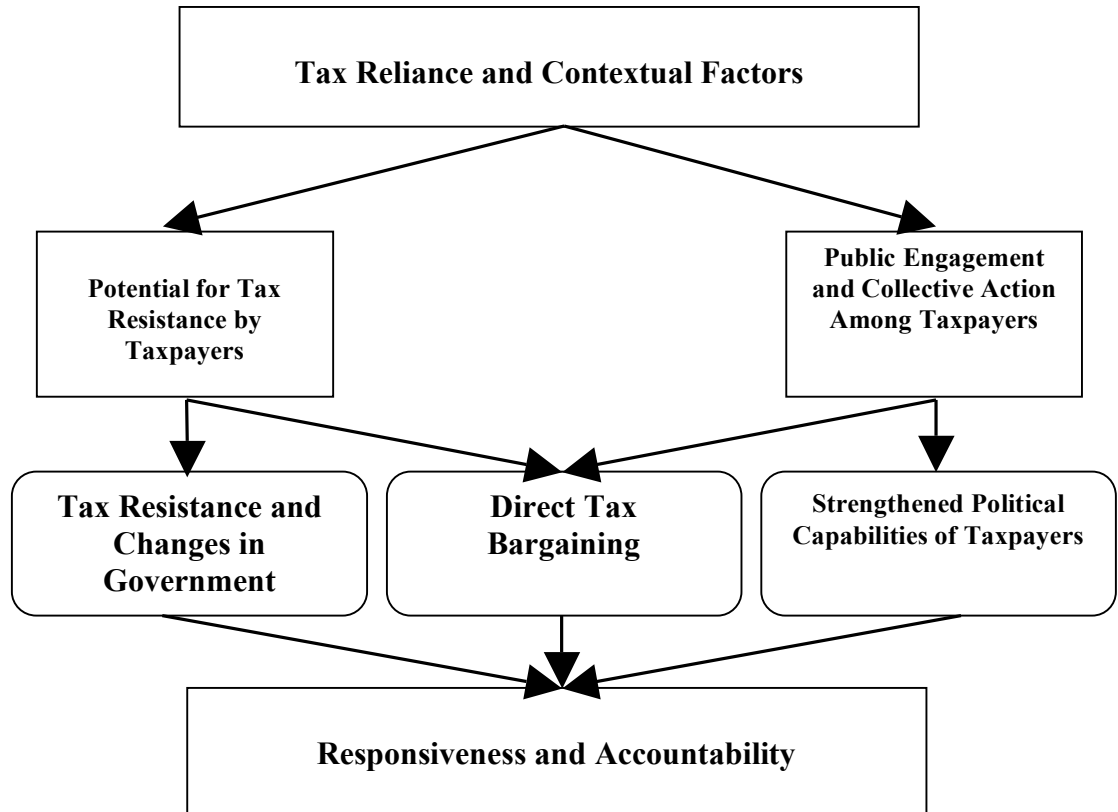 Tax Reliance and Contextual Factors
Potential for Tax
Resistance by
Taxpayers
Public Engagement
and Collective Action
Among Taxpayers
Tax Resistance and
Changes in
Government
Direct Tax
Bargaining
Strengthened Political
Capabilities of Taxpayers
Responsiveness and Accountability